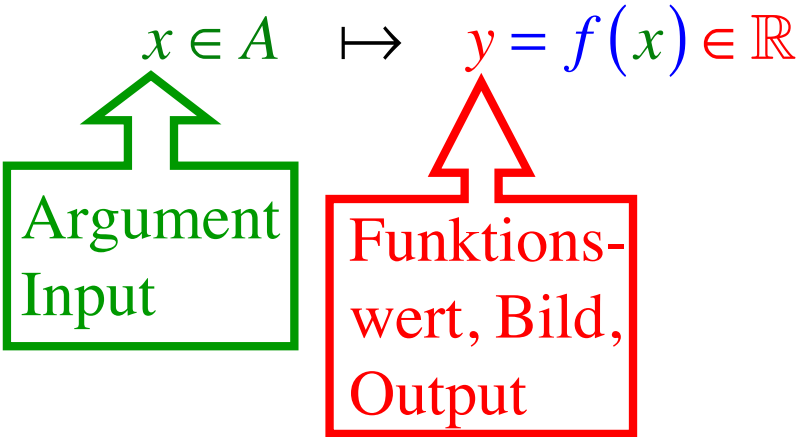 x ∈ A ↦ y = f(x) ∈ ℝ
Argument
Input
Funktions-
wert, Bild,
Output